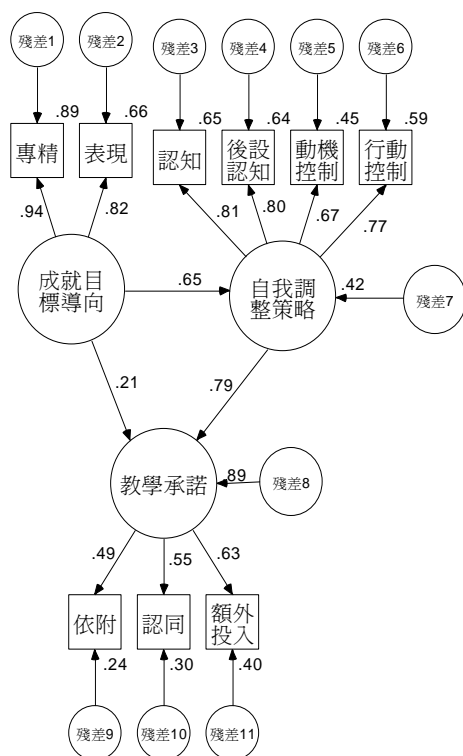 殘差1
殘差2
殘差3
殘差4
殘差5
殘差6
.89
.66
.65
.64
.45
.59
專精
表現
認知
後設
認知
動機
控制
行動
控制
.94
.82
.81
.80
.67
.77
成就目
標導向
.65
自我調
整策略
.42
殘差7
.21
.79
教學承諾
.89
殘差8
.49
.55
.63
依附
認同
額外
投入
.24
.30
.40
殘差9
殘差10
殘差11